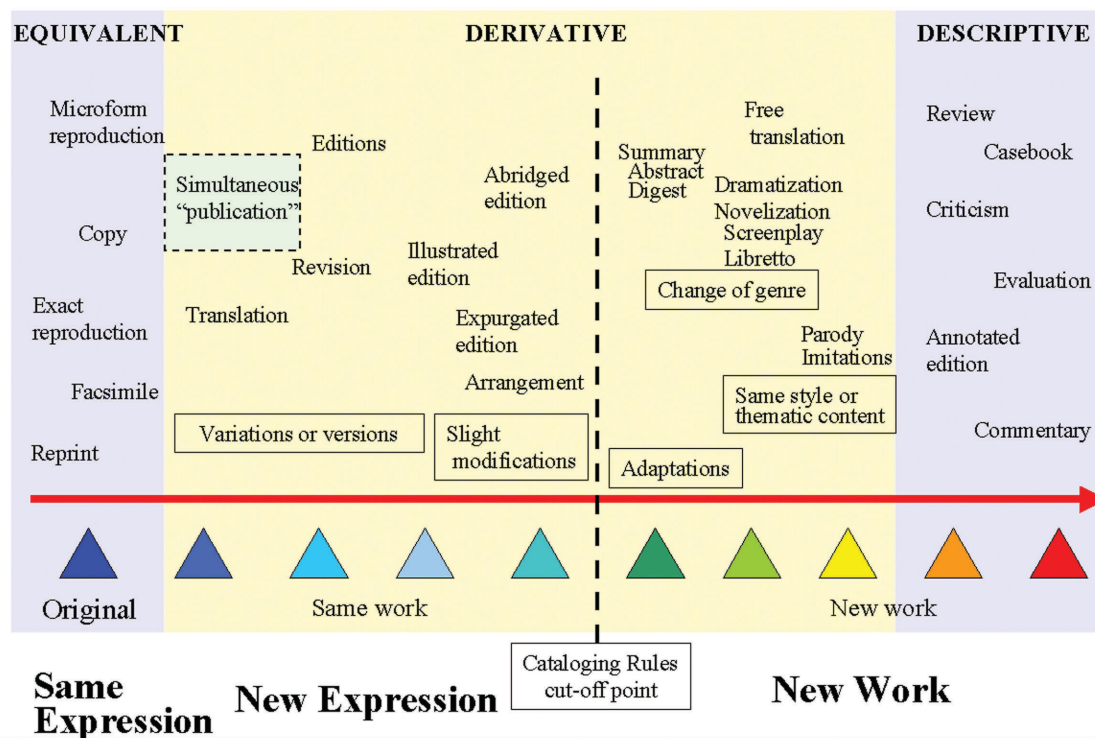 EQUIVALENT
DERIVATIVE
DESCRIPTIVE
Microform
reproduction
Copy
Exact
reproduction
Facsimile
Reprint
Simultaneous
“publication”
Editions
Revision
Translation
Illustrated
edition
Abridged
edition
Expurgated
edition
Arrangement
Variations or versions
Slight
modifications
Free
translation
Summary
Abstract
Digest
Dramatization
Novelization
Screenplay
Libretto
Change of genre
Parody
Imitations
Same style or
thematic content
Adaptations
Review
Casebook
Criticism
Evaluation
Annotated
edition
Commentary
Original
Same work
New work
Same
Expression
New Expression
Cataloging Rules
cut-off point
New Work